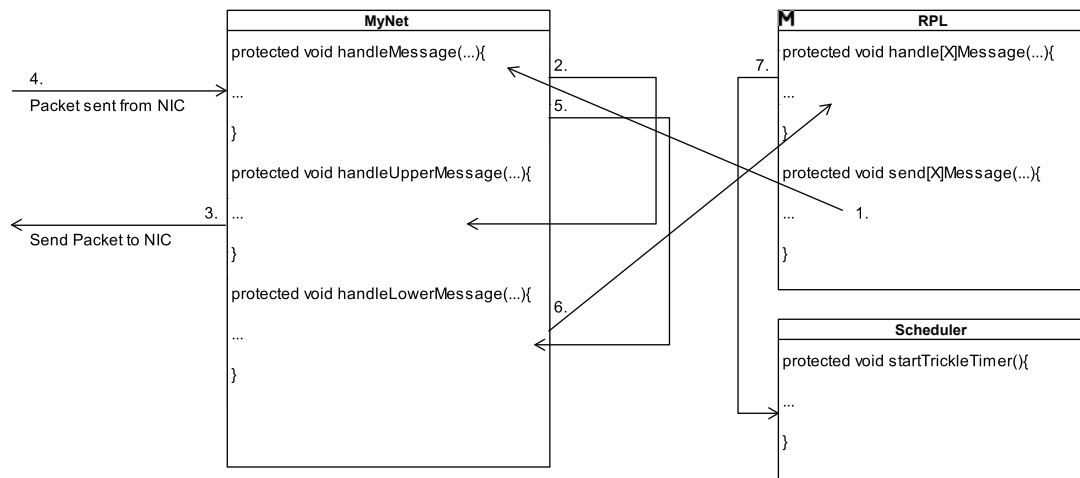 MyNet
protected void handleMessage(...){
...
}
protected void handleUpperMessage(...){
...
}
protected void handleLowerMessage(...){
...
}
4.
Packet sent from NIC
3.
Send Packet to NIC
2.
5.
6.
7.
1.
M
RPL
protected void handle[X]Message(...){
...
}
protected void send[X]Message(...){
...
}
Scheduler
protected void startTrickleTimer(){
...
}